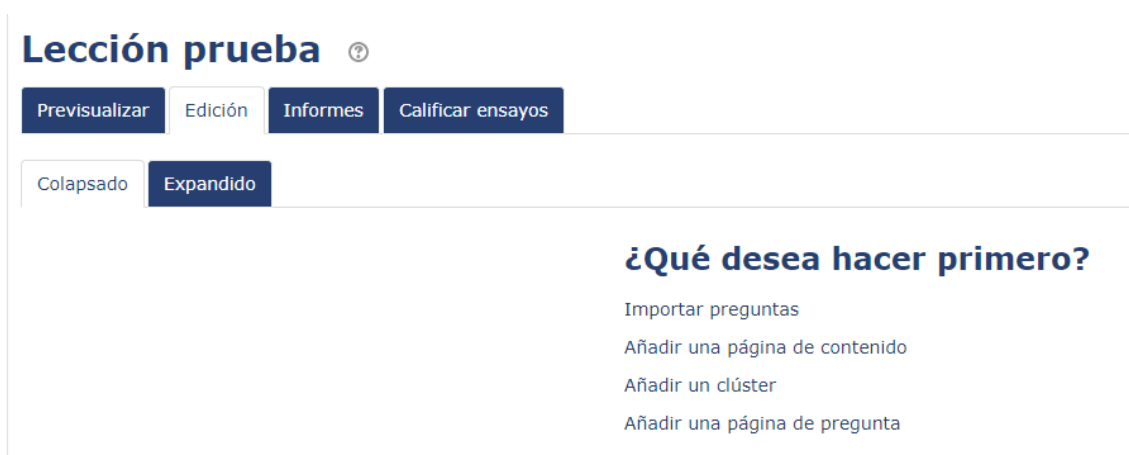 Lección prueba
Previsualizar Edición Informes Calificar ensayos
Colapsado Expandido
¿Qué desea hacer primero?
Importar preguntas
Añadir una página de contenido
Añadir un clúster
Añadir una página de pregunta